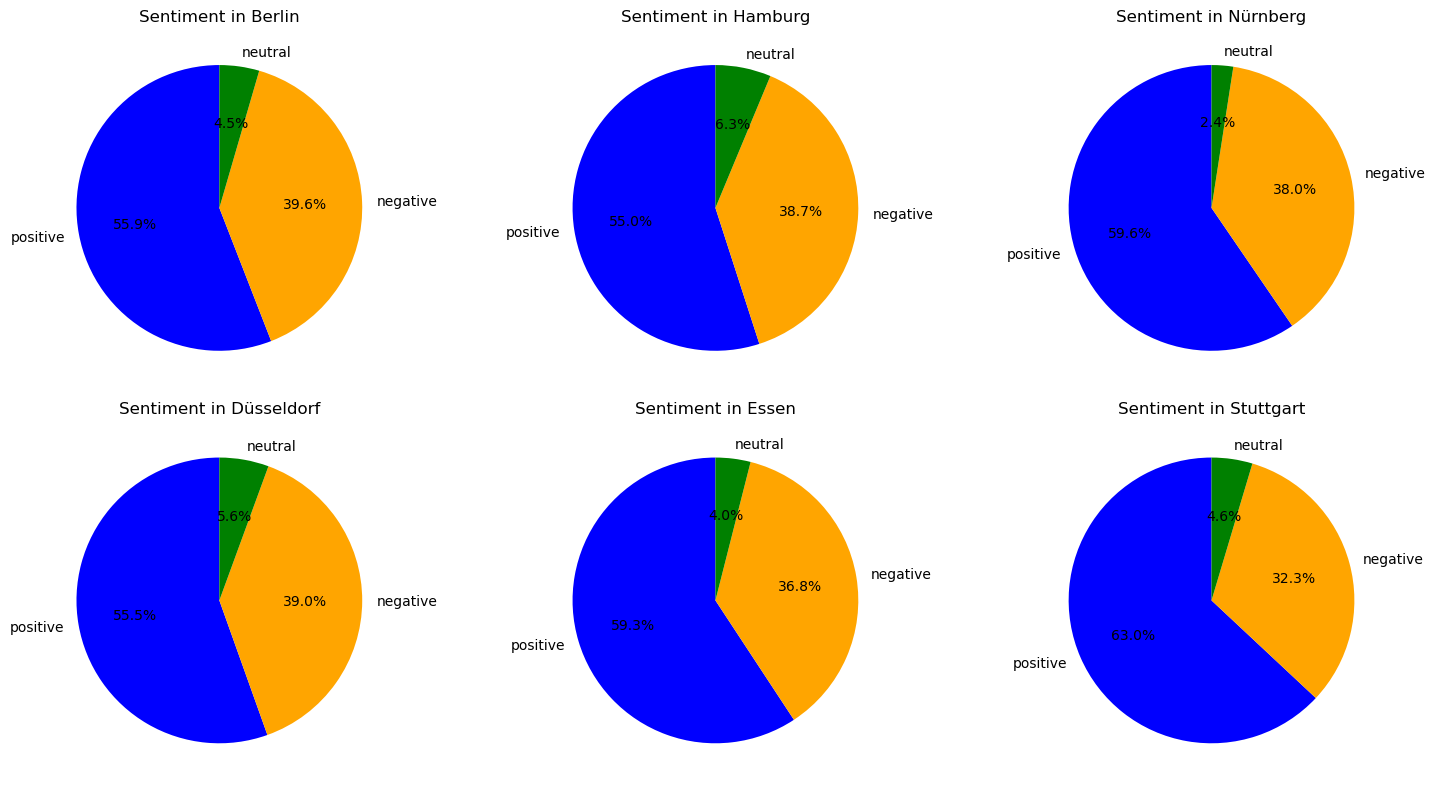 Sentiment in Berlin
neutral
4.5%
39.6%
negative
55.9%
positive
Sentiment in Hamburg
neutral
6.3%
38.7%
negative
55.0%
positive
Sentiment in Nürnberg
neutral
2.4%
negative
38.0%
59.6%
positive
Sentiment in Düsseldorf
neutral
5.6%
39.0%
negative
55.5%
positive
Sentiment in Essen
neutral
4.0%
negative
36.8%
59.3%
positive
Sentiment in Stuttgart
neutral
4.6%
negative
32.3%
63.0%
positive